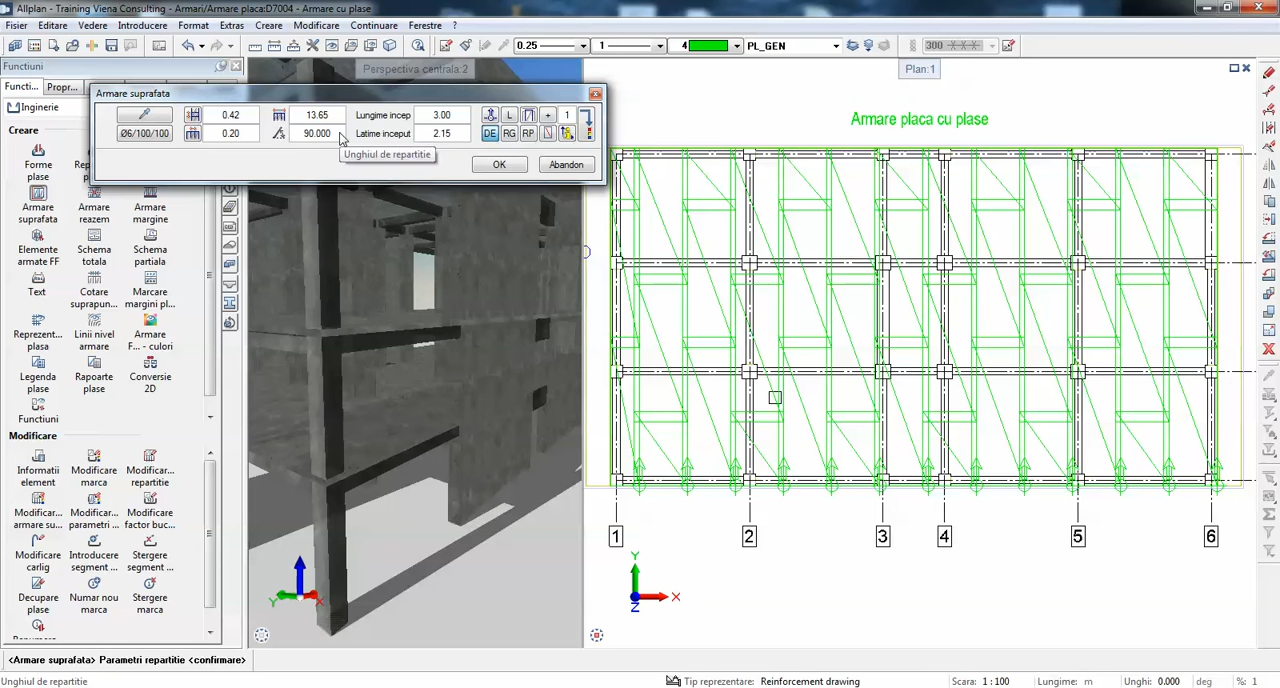 Allplan - Training Viena Consulting - Armari/Armare placa:D7004 - Armare cu plase
Fisier Editare Vedere Introducere Format Extras Creare Modificare Continuare Ferestre ?
0.25 1 4 PL_GEN 300
Functiuni
Functi... Propr...
Inginerie
Creare
Forme plase
Armare suprafata
Armare reazem
Armare margine
Elemente armate FF
Schema totala
Schema partiala
Text
Cotare suprapun...
Marcare margini pl...
Reprezent... plasa
Linii nivel armare
Armare F... - culori
Legenda plase
Rapoarte plase
Conversie 2D
Functiuni
Modificare
Informatii element
Modificare marca
Modificar... repartitie
Modificar... armare su...
Modificar... parametri ...
Modificare factor buc...
Modificare carlig
Introducere segment ...
Stergere segment ...
Decupare plase
Numar nou marca
Stergere marca
Perspectiva centrala:2
Armare suprafata
0.42 13.65 Lungime incep 3.00 L + 1
Ø6/100/100 0.20 90.000 Latime inceput 2.15 DE RG RP
Unghiul de repartitie
OK Abandon
Plan:1
Armare placa cu plase
1 2 3 4 5 6
Y X Z
Y X
<Armare suprafata> Parametri repartitie <confirmare>
Unghiul de repartitie Tip reprezentare: Reinforcement drawing Scara: 1 : 100 Lungime: m Unghi: 0.000 deg %: 1